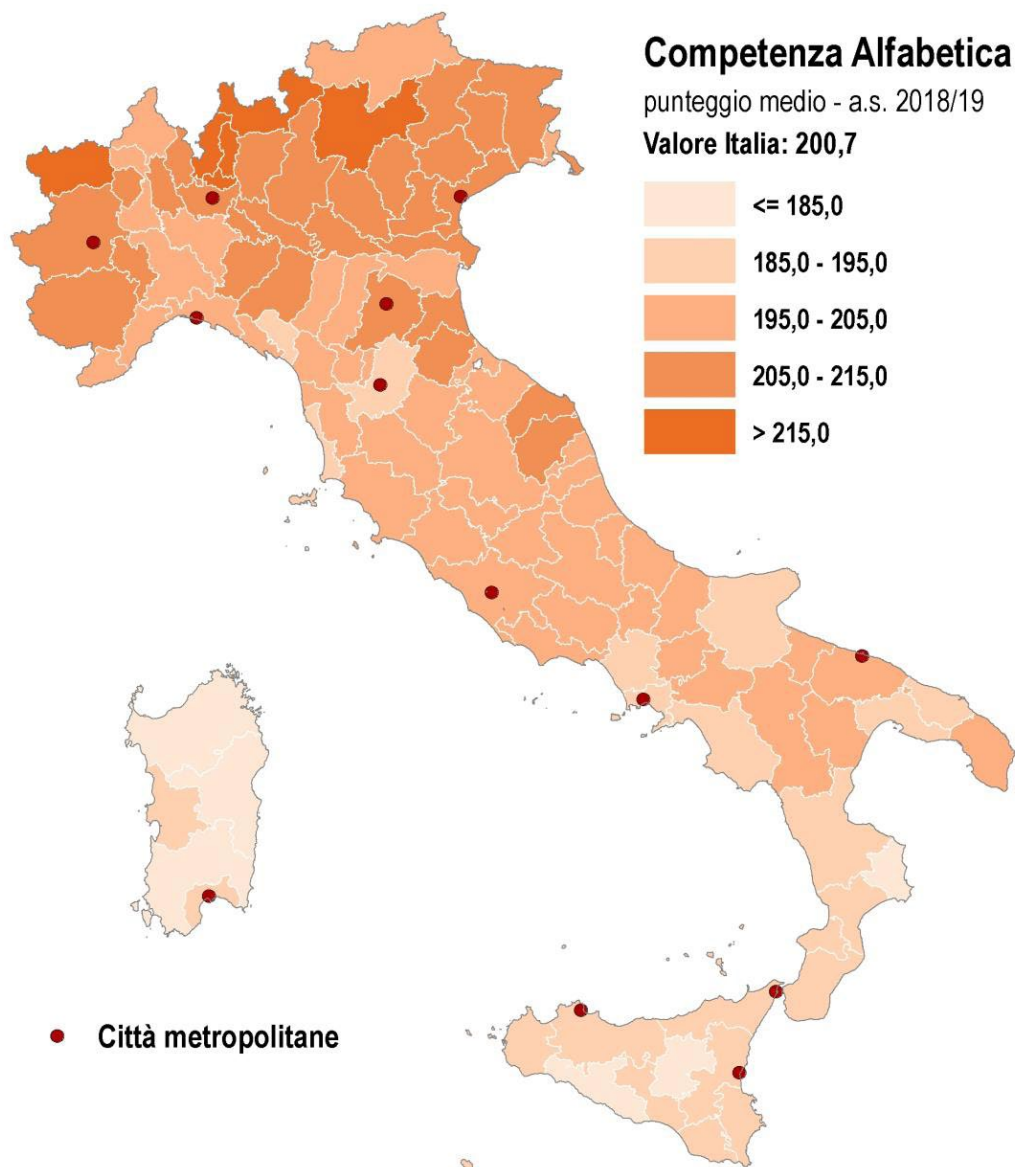 Competenza Alfabetica
punteggio medio - a.s. 2018/19
Valore Italia: 200,7
<= 185,0
185,0 - 195,0
195,0 - 205,0
205,0 - 215,0
> 215,0
Città metropolitane